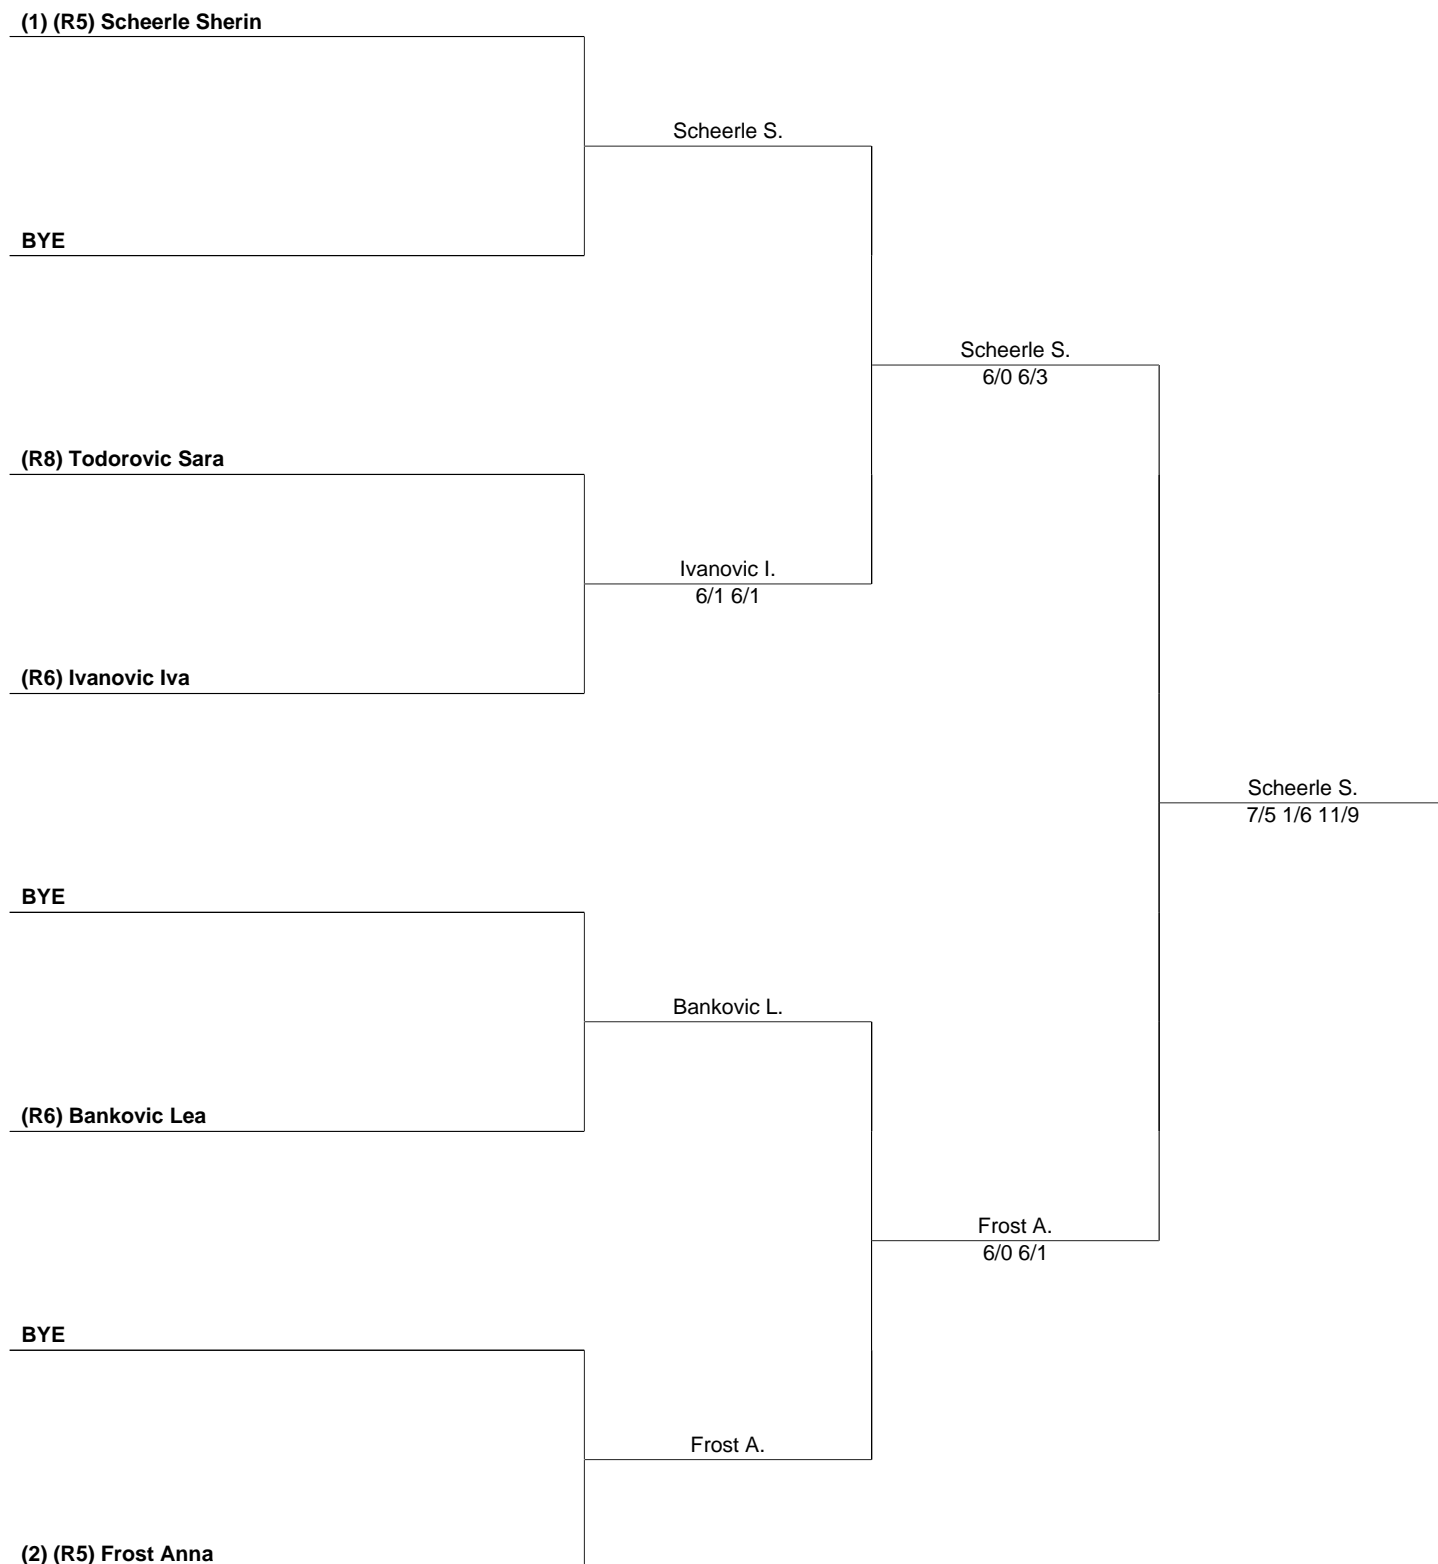 (1) (R5) Scheerle Sherin
Scheerle S.
BYE
Scheerle S.
6/0 6/3
(R8) Todorovic Sara
Ivanovic I.
6/1 6/1
(R6) Ivanovic Iva
Scheerle S.
7/5 1/6 11/9
BYE
Bankovic L.
(R6) Bankovic Lea
Frost A.
6/0 6/1
BYE
Frost A.
(2) (R5) Frost Anna